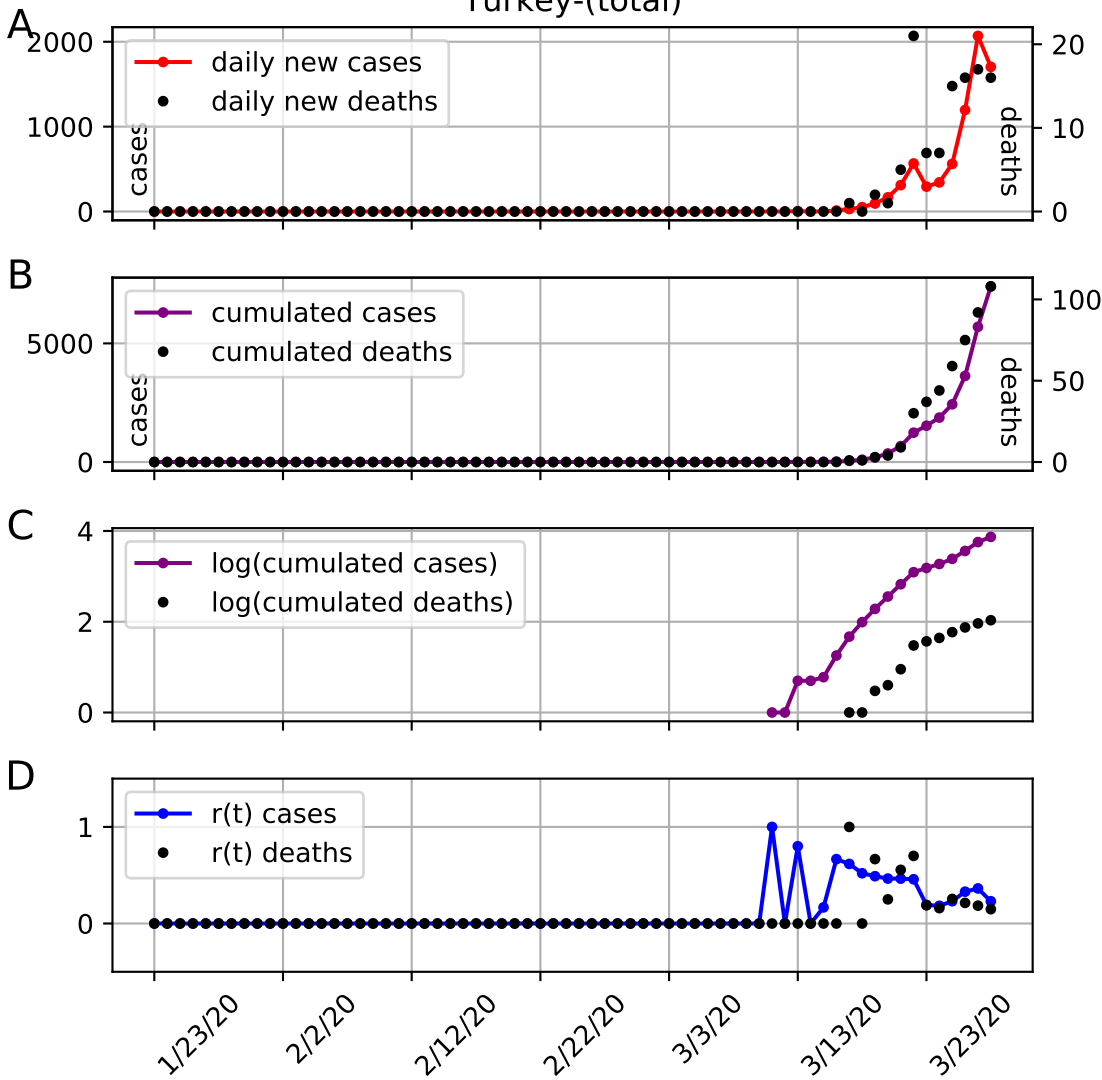 Turkey-(total)
A
2000
1000
0
cases
daily new cases
daily new deaths
20
10
0
deaths
B
5000
0
cases
cumulated cases
cumulated deaths
100
50
0
deaths
C
4
2
0
log(cumulated cases)
log(cumulated deaths)
D
1
0
r(t) cases
r(t) deaths
1/23/20
2/2/20
2/12/20
2/22/20
3/3/20
3/13/20
3/23/20